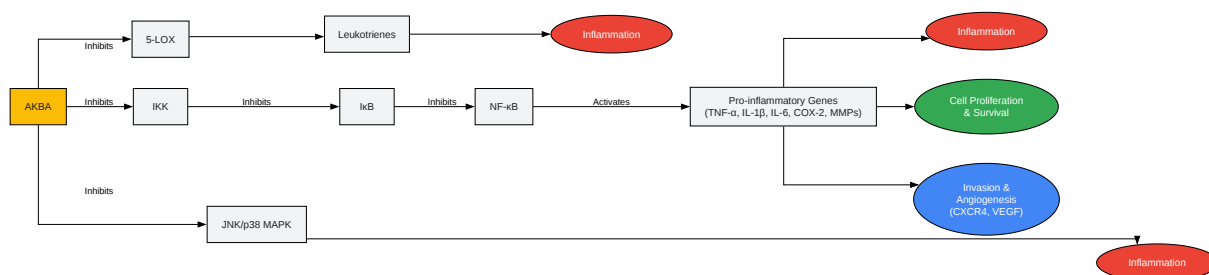 5-LOX
Inhibits
Leukotrienes
Inflammation
Inflammation
AKBA
Inhibits
IKK
Inhibits
IκB
Inhibits
NF-κB
Activates
Pro-inflammatory Genes
(TNF-α, IL-1β, IL-6, COX-2, MMPs)
Cell Proliferation
& Survival
Inhibits
Invasion &
Angiogenesis
(CXCR4, VEGF)
JNK/p38 MAPK
Inflammation